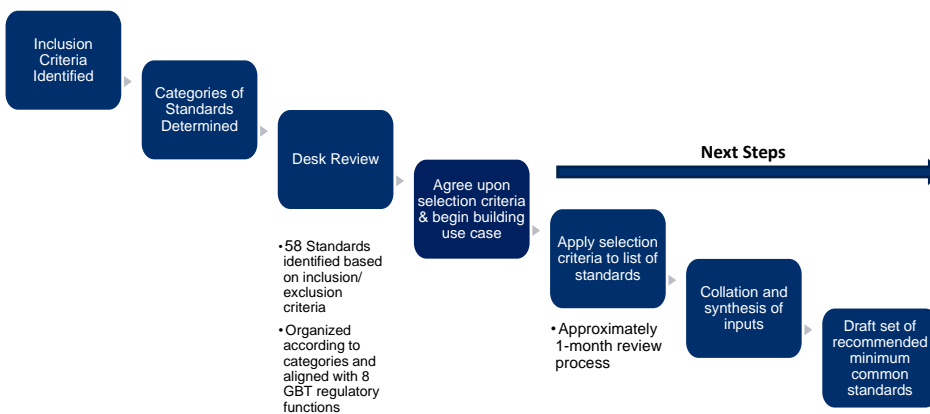 Inclusion
Criteria
Identified
Categories of
Standards
Determined
Desk Review
•58 Standards
identified based
on inclusion/
exclusion
criteria
•Organized
according to
categories and
aligned with 8
GBT regulatory
functions
Agree upon
selection criteria
& begin building
use case
Next Steps
Apply selection
criteria to list of
standards
•Approximately
1-month review
process
Collation and
synthesis of
inputs
Draft set of
recommended
minimum
common
standards